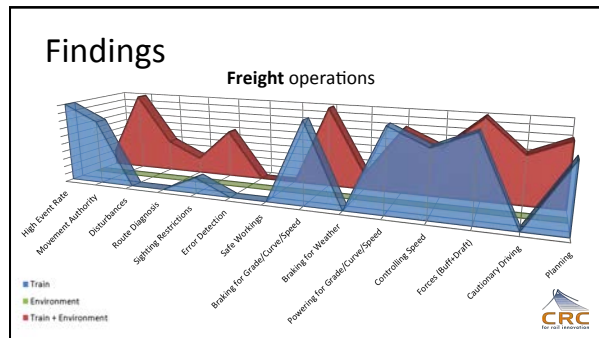 Findings
Freight operations
High Event Rate
Movement Authority
Disturbances
Route Diagnosis
Sighting Restrictions
Error Detection
Safe Workings
Braking for Grade/Curve/Speed
Braking for Weather
Powering for Grade/Curve/Speed
Controlling Speed
Forces (Buff+Draft)
Cautionary Driving
Planning
Train
Environment
Train + Environment
CRC
for rail innovation